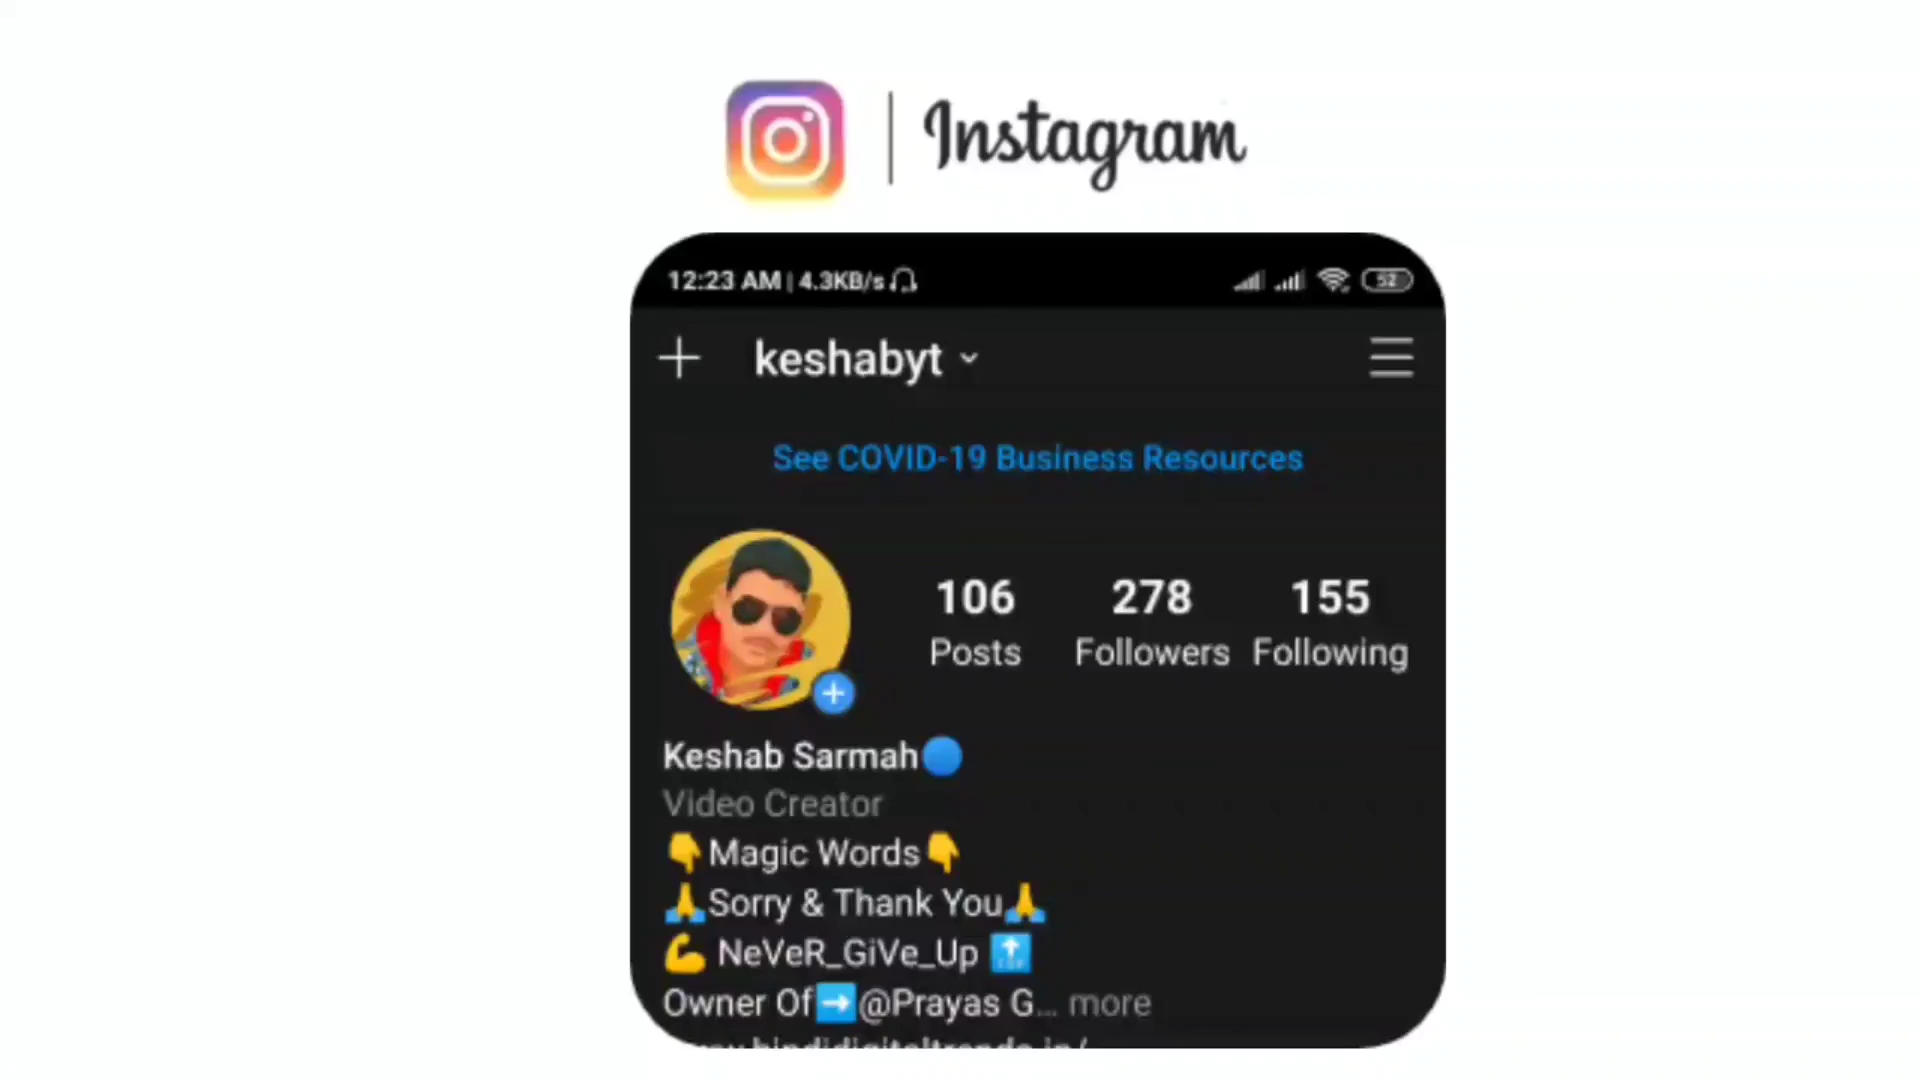 Instagram
12:23 AM | 4.3KB/s
52
keshabyt
See COVID-19 Business Resources
106 278 155
Posts Followers Following
Keshab Sarmah🔵
Video Creator
👇Magic Words👇
🙏Sorry & Thank You🙏
💪 NeVeR_GiVe_Up 🔝
Owner Of➡️@Prayas G... more